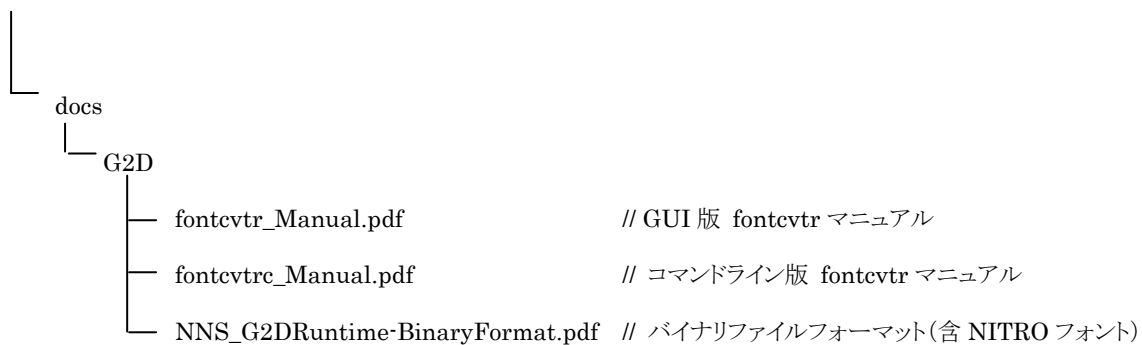 docs
G2D
fontcvtr_Manual.pdf // GUI 版 fontcvtr マニュアル
fontcvtrc_Manual.pdf // コマンドライン版 fontcvtr マニュアル
NNS_G2DRuntime-BinaryFormat.pdf // バイナリファイルフォーマット(含 NITRO フォント)